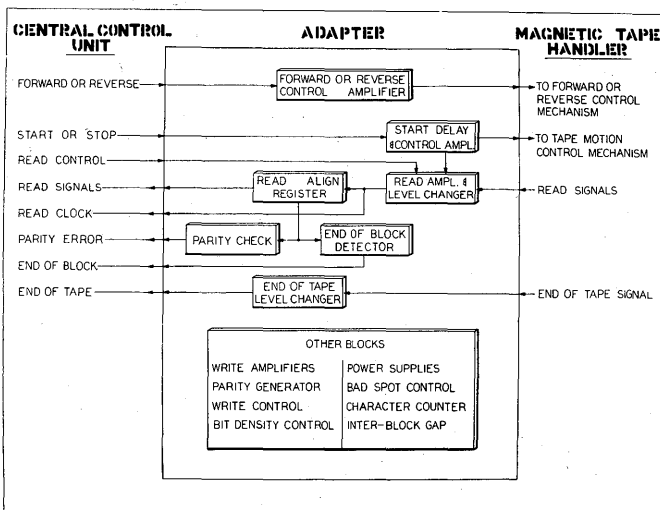 CENTRAL CONTROL
UNIT
ADAPTER
MAGNETIC TAPE
HANDLER
FORWARD OR REVERSE
FORWARD OR REVERSE
CONTROL AMPLIFIER
TO FORWARD OR
REVERSE CONTROL
MECHANISM
START OR STOP
START DELAY
& CONTROL AMPL.
TO TAPE MOTION
CONTROL MECHANISM
READ CONTROL
READ SIGNALS
READ ALIGN
REGISTER
READ AMPL. &
LEVEL CHANGER
READ SIGNALS
READ CLOCK
PARITY ERROR
PARITY CHECK
END OF BLOCK
DETECTOR
END OF BLOCK
END OF TAPE
END OF TAPE
LEVEL CHANGER
END OF TAPE SIGNAL
OTHER BLOCKS
WRITE AMPLIFIERS
PARITY GENERATOR
WRITE CONTROL
BIT DENSITY CONTROL
POWER SUPPLIES
BAD SPOT CONTROL
CHARACTER COUNTER
INTER-BLOCK GAP